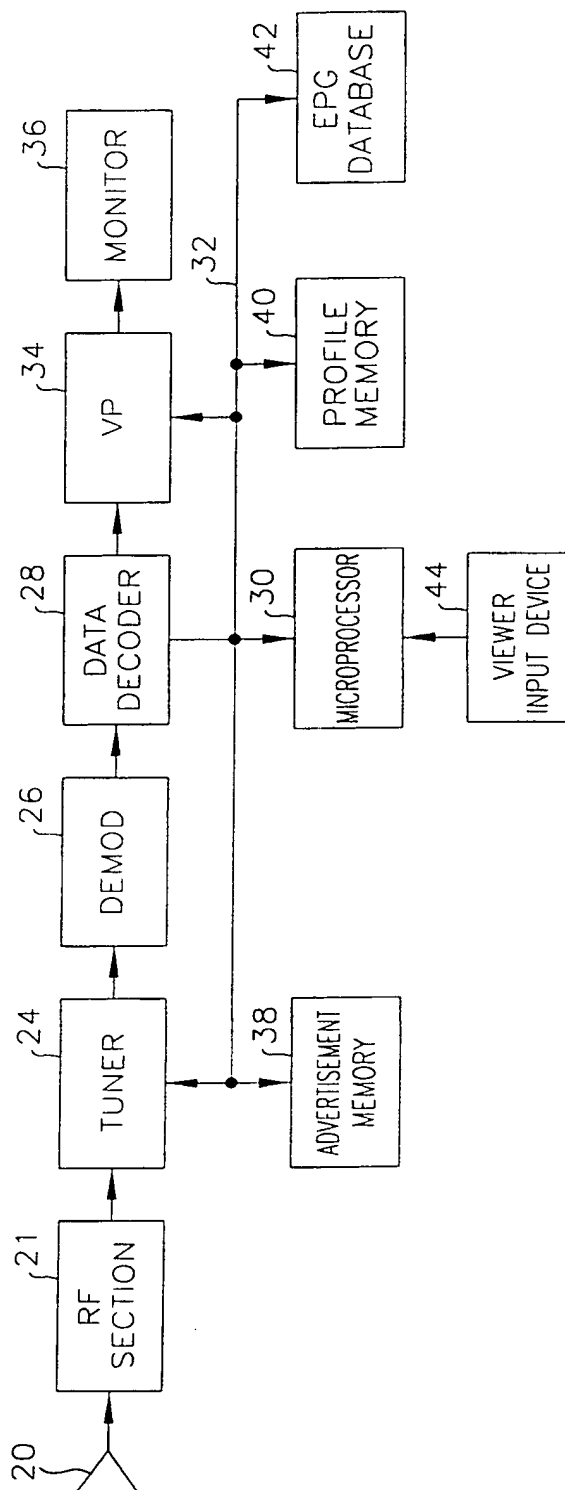 20
21
RF
SECTION
24
TUNER
26
DEMOD
28
DATA
DECODER
34
VP
36
MONITOR
32
38
ADVERTISEMENT
MEMORY
30
MICROPROCESSOR
40
PROFILE
MEMORY
42
EPG
DATABASE
44
VIEWER
INPUT DEVICE